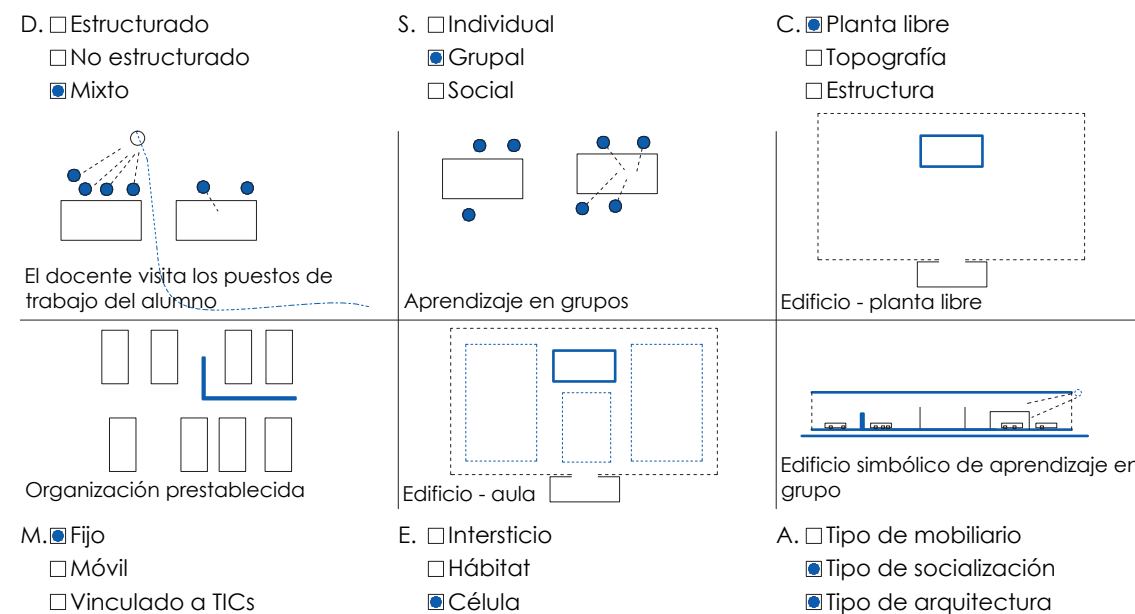 D. Estructurado
No estructurado
Mixto
S. Individual
Grupal
Social
C. Planta libre
Topografía
Estructura
El docente visita los puestos de
trabajo del alumno
Aprendizaje en grupos
Edificio - planta libre
Organización prestablecida
Edificio - aula
Edificio simbólico de aprendizaje en
grupo
M. Fijo
Móvil
Vinculado a TICs
E. Intersticio
Hábitat
Célula
A. Tipo de mobiliario
Tipo de socialización
Tipo de arquitectura